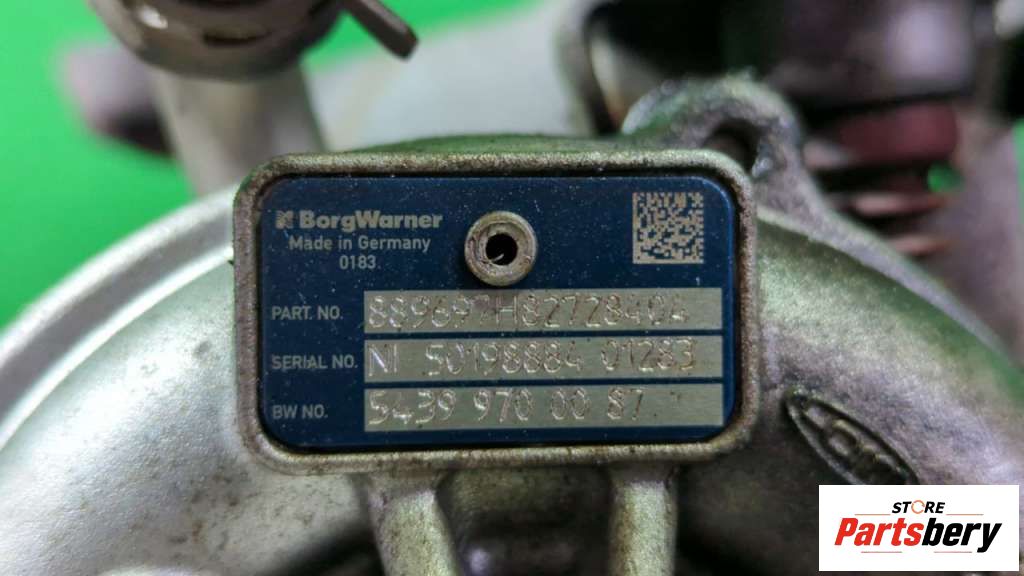 BorgWarner
Made in Germany
0183
PART. NO. 889697H82728404
SERIAL NO. NI 50198884 01283
BW NO. 5439 970 00 87
STORE
Partsbery